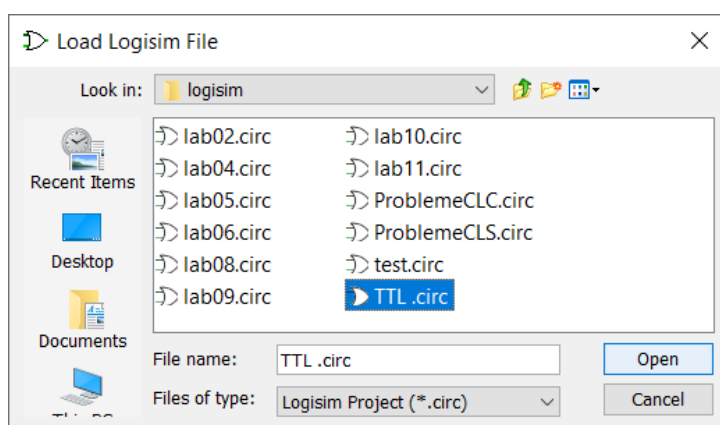 Load Logisim File
Look in: logisim
Recent Items
Desktop
Documents
This PC
lab02.circ
lab04.circ
lab05.circ
lab06.circ
lab08.circ
lab09.circ
lab10.circ
lab11.circ
ProblemeCLC.circ
ProblemeCLS.circ
test.circ
TTL .circ
File name: TTL .circ Open
Files of type: Logisim Project (*.circ) Cancel